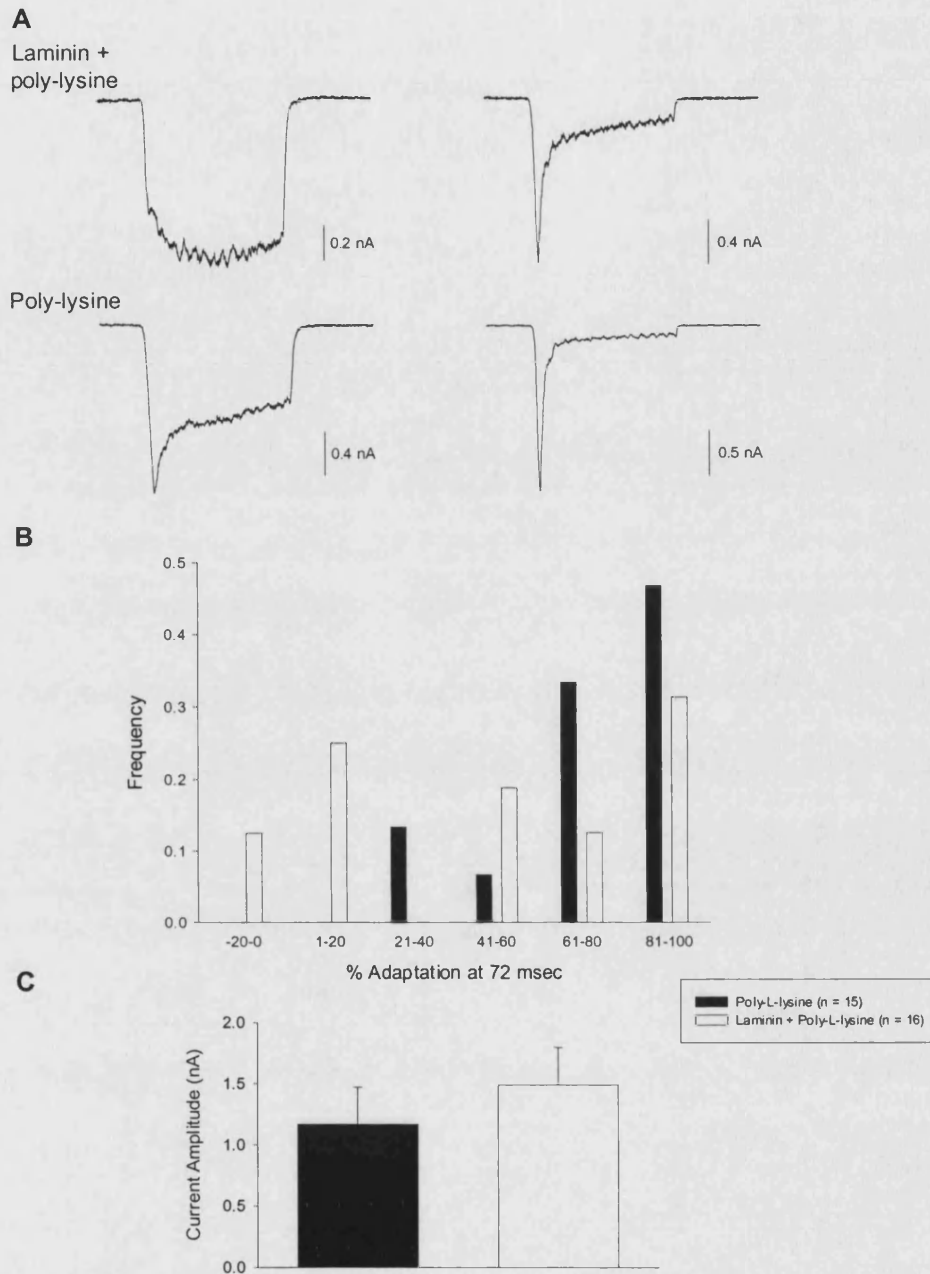 A
Laminin +
poly-lysine
0.2 nA
0.4 nA
Poly-lysine
0.4 nA
0.5 nA
B
0.5
0.4
0.3
0.2
0.1
0.0
Frequency
-20-0 1-20 21-40 41-60 61-80 81-100
% Adaptation at 72 msec
Poly-L-lysine (n = 15)
Laminin + Poly-L-lysine (n = 16)
C
2.0
1.5
1.0
0.5
0.0
Current Amplitude (nA)